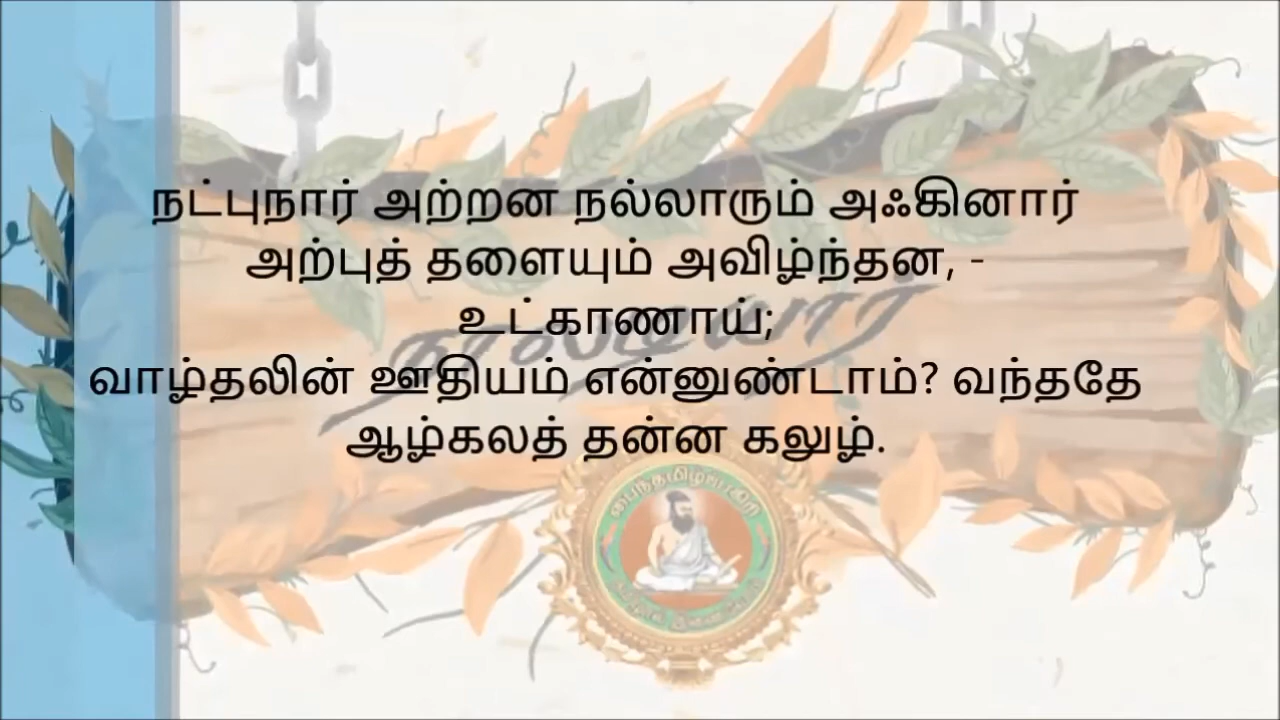 நட்புநார் அற்றன நல்லாரும் அஃகினார்
அற்புத் தளையும் அவிழ்ந்தன, -
உட்காணாய்;
வாழ்தலின் ஊதியம் என்னுண்டாம்? வந்ததே
ஆழ்கலத் தன்ன கலுழ்.
நாலடியார்